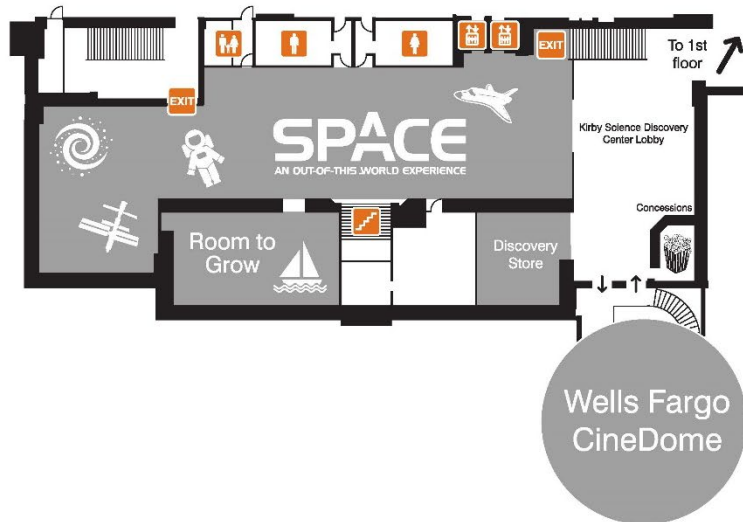 EXIT
To 1st
floor
EXIT
SPACE
AN OUT-OF-THIS WORLD EXPERIENCE
Kirby Science Discovery
Center Lobby
Concessions
Room to
Grow
Discovery
Store
Wells Fargo
CineDome